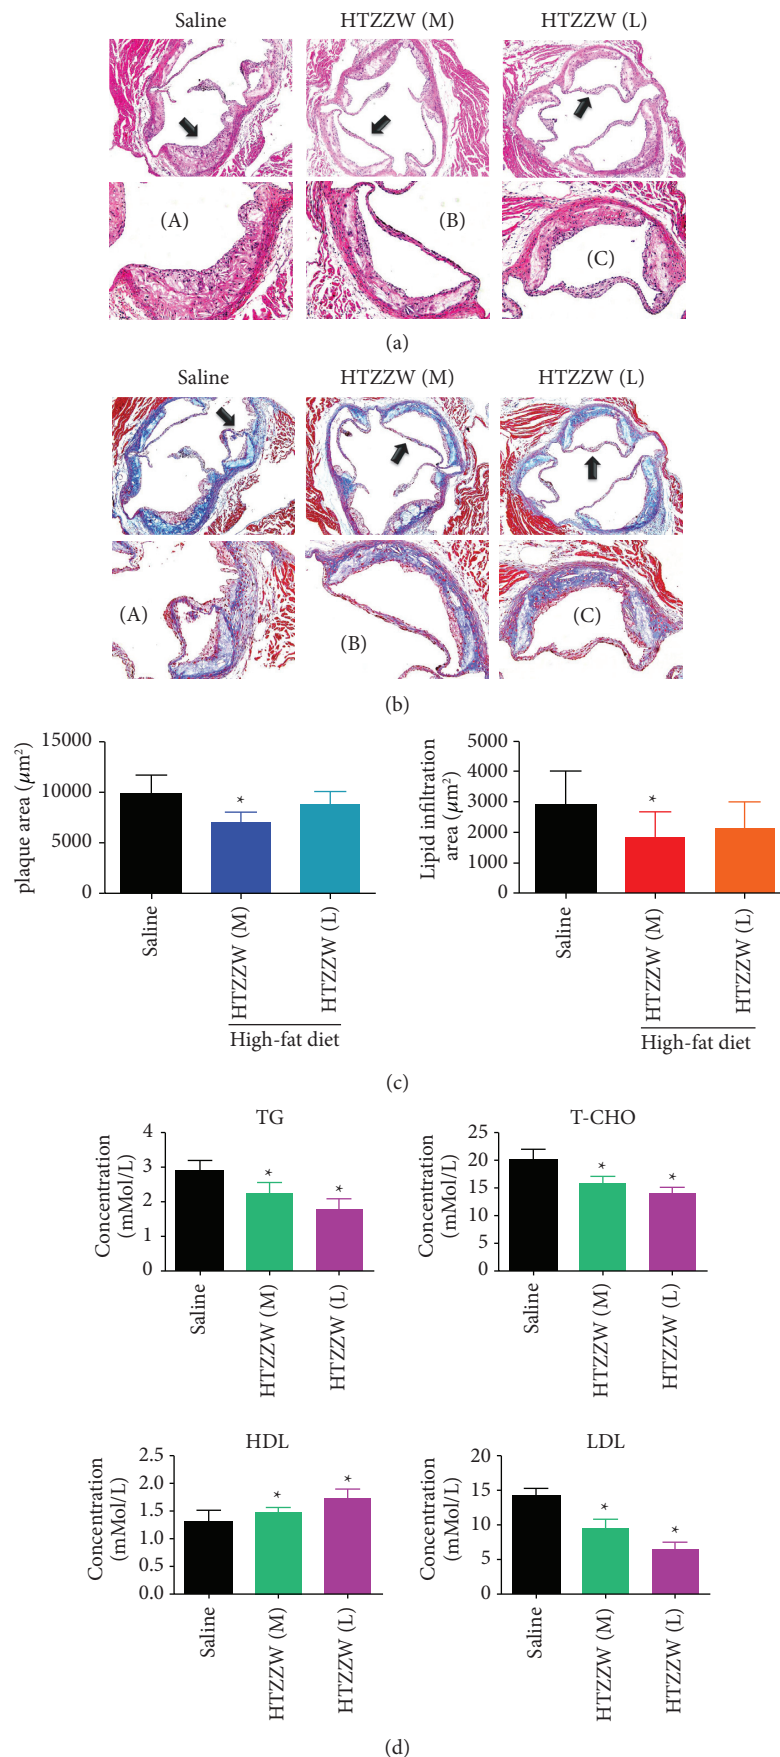 Saline HTZZW (M) HTZZW (L)
(A) (B) (C)
(a)
Saline HTZZW (M) HTZZW (L)
(A) (B) (C)
(b)
plaque area (μm²)
15000
10000
5000
0
*
Saline
HTZZW (M)
HTZZW (L)
High-fat diet
Lipid infiltration
area (μm²)
5000
4000
3000
2000
1000
0
*
Saline
HTZZW (M)
HTZZW (L)
High-fat diet
(c)
TG
Concentration
(mMol/L)
4
3
2
1
0
* *
Saline
HTZZW (M)
HTZZW (L)
T-CHO
Concentration
(mMol/L)
25
20
15
10
5
0
* *
Saline
HTZZW (M)
HTZZW (L)
HDL
Concentration
(mMol/L)
2.5
2.0
1.5
1.0
0.5
0.0
* *
Saline
HTZZW (M)
HTZZW (L)
LDL
Concentration
(mMol/L)
20
15
10
5
0
* *
Saline
HTZZW (M)
HTZZW (L)
(d)